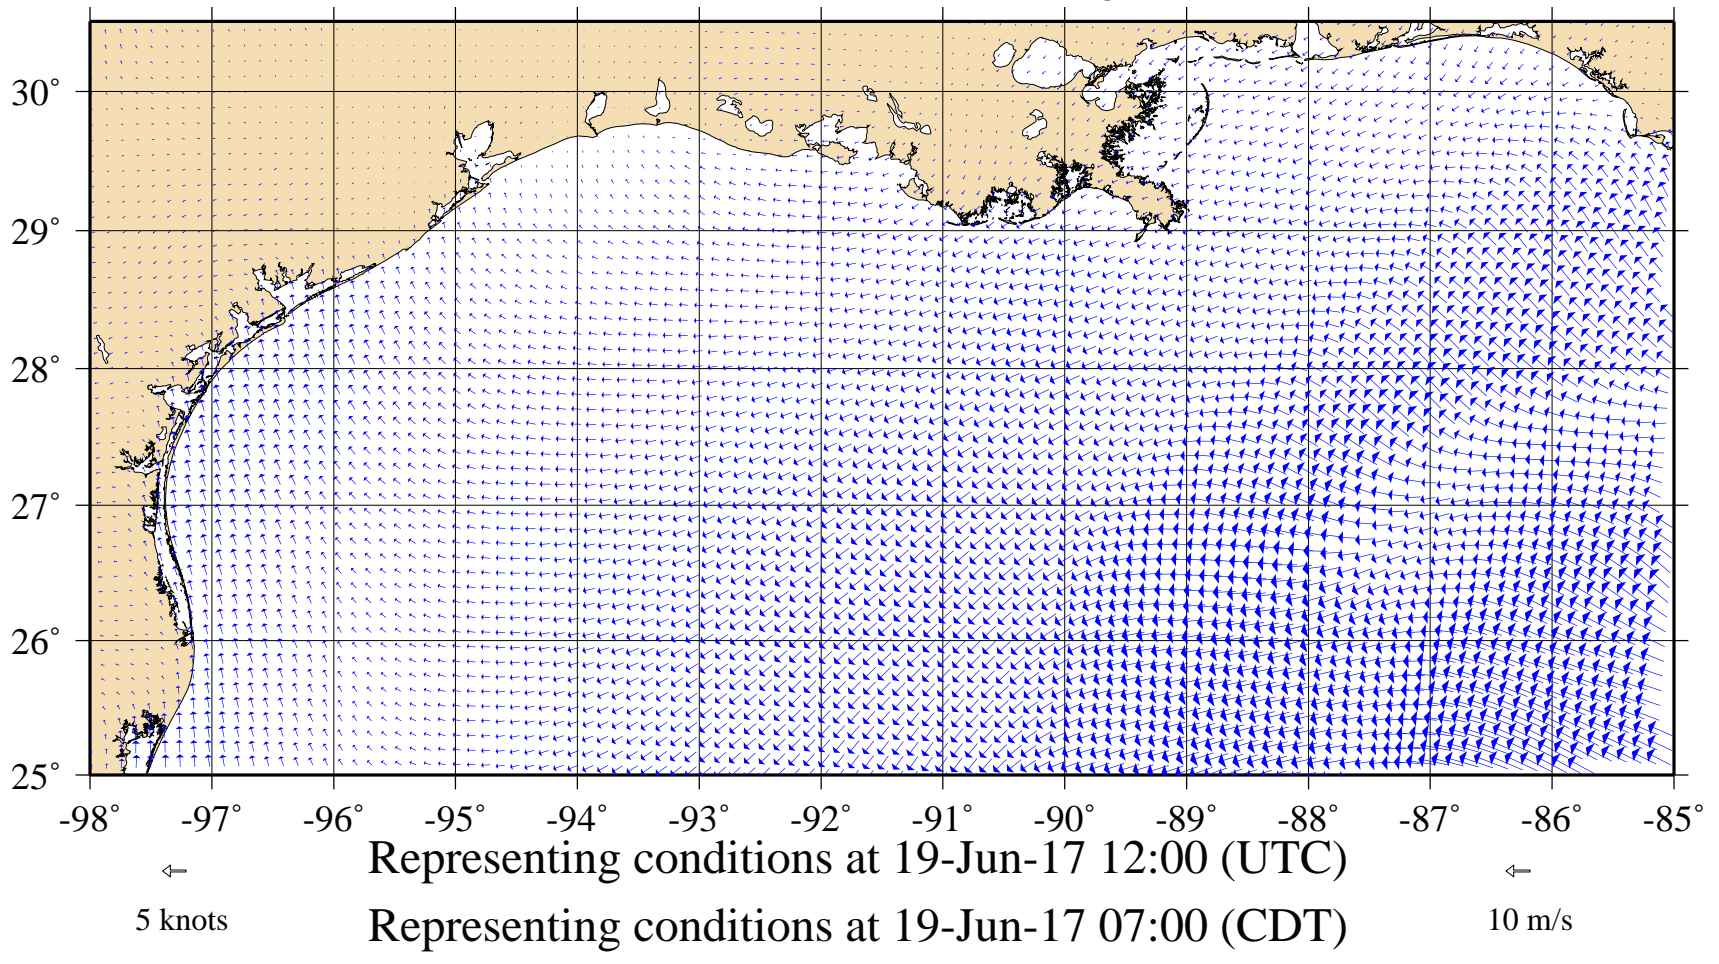 30°
29°
28°
27°
26°
25°
-98° -97° -96° -95° -94° -93° -92° -91° -90° -89° -88° -87° -86° -85°
Representing conditions at 19-Jun-17 12:00 (UTC)
5 knots
Representing conditions at 19-Jun-17 07:00 (CDT)
10 m/s